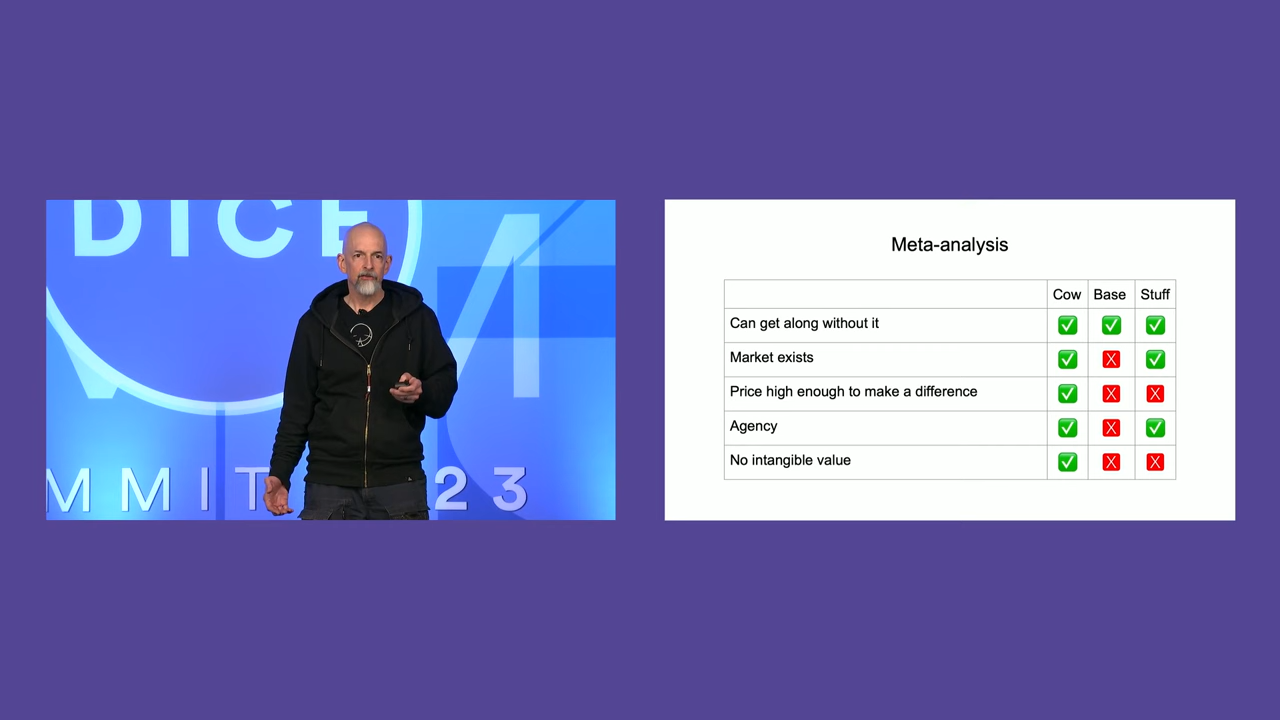 DICE
MMIT 23
Meta-analysis
Cow Base Stuff
Can get along without it ✅ ✅ ✅
Market exists ✅ X ✅
Price high enough to make a difference ✅ X X
Agency ✅ X ✅
No intangible value ✅ X X